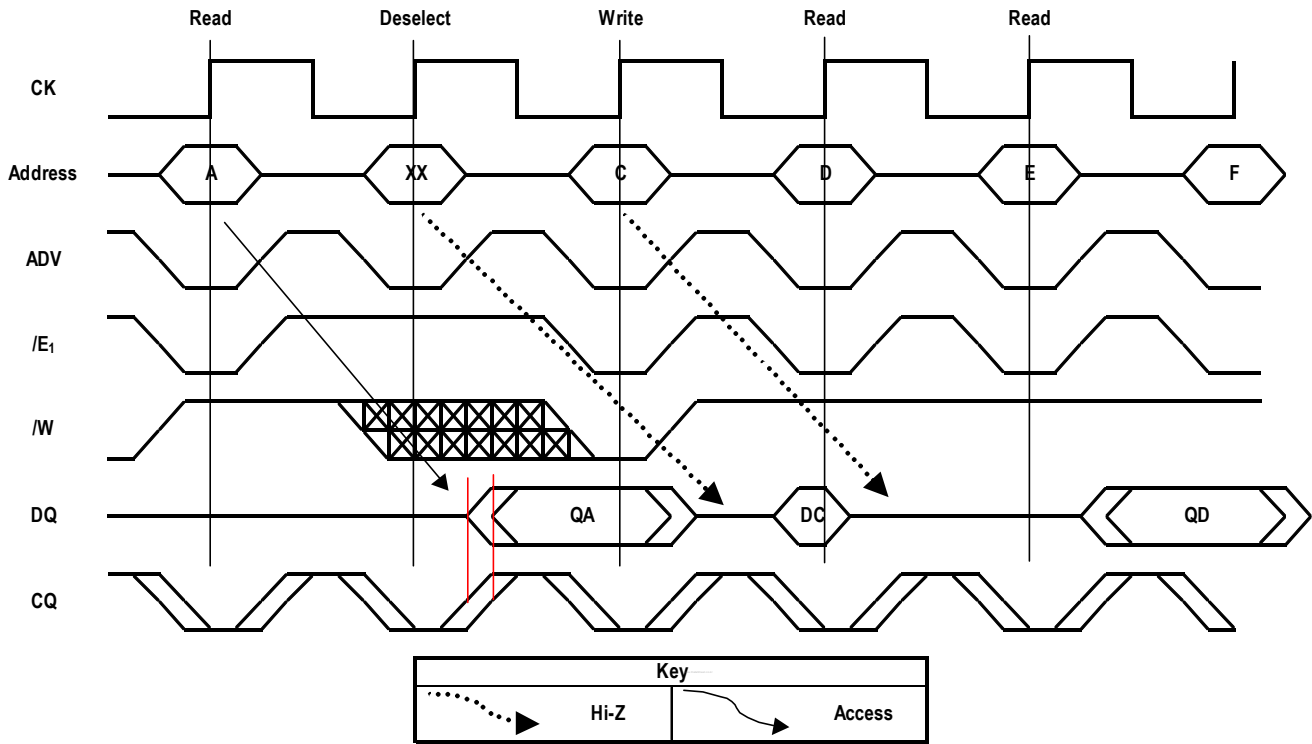 Read Deselect Write Read Read
CK
Address A XX C D E F
ADV
/E1
/W
DQ QA DC QD
CQ
Key
Hi-Z Access